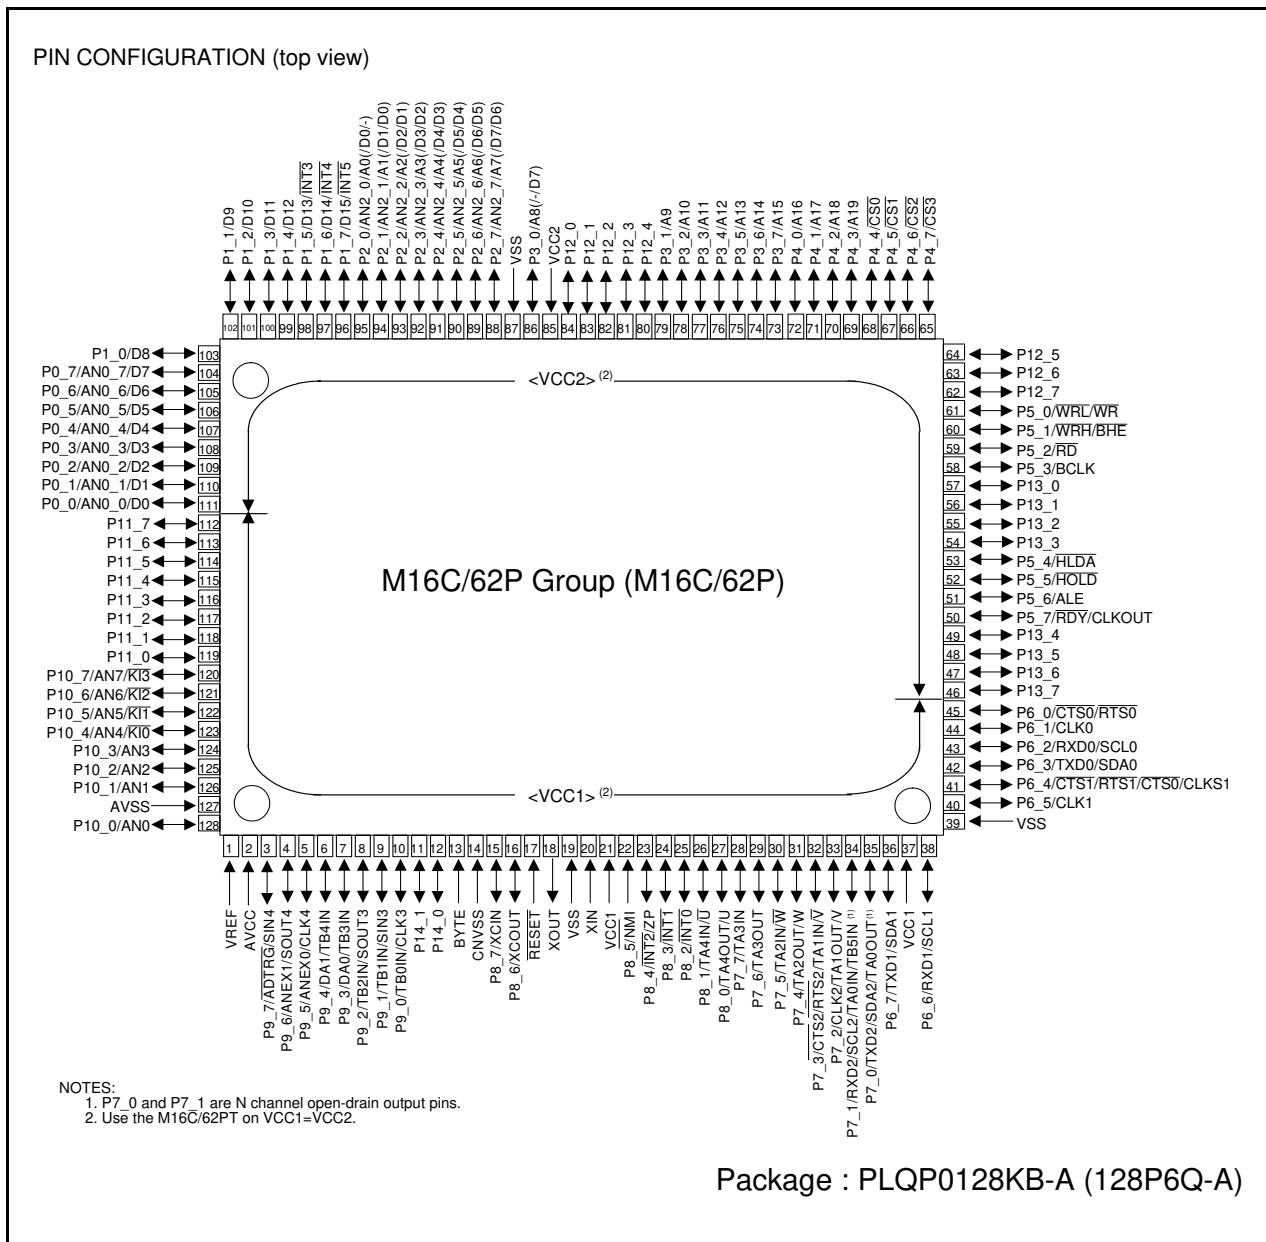 PIN CONFIGURATION (top view)
P1_1/D9
P1_2/D10
P1_3/D11
P1_4/D12
P1_5/D13/INT3
P1_6/D14/INT4
P1_7/D15/INT5
P2_0/AN2_0/A0(/D0/-)
P2_1/AN2_1/A1(/D1/D0)
P2_2/AN2_2/A2(/D2/D1)
P2_3/AN2_3/A3(/D3/D2)
P2_4/AN2_4/A4(/D4/D3)
P2_5/AN2_5/A5(/D5/D4)
P2_6/AN2_6/A6(/D6/D5)
P2_7/AN2_7/A7(/D7/D6)
VSS
P3_0/A8(/-/D7)
VCC2
P12_0
P12_1
P12_2
P12_3
P12_4
P3_1/A9
P3_2/A10
P3_3/A11
P3_4/A12
P3_5/A13
P3_6/A14
P3_7/A15
P4_0/A16
P4_1/A17
P4_2/A18
P4_3/A19
P4_4/CS0
P4_5/CS1
P4_6/CS2
P4_7/CS3
102 101 100 99 98 97 96 95 94 93 92 91 90 89 88 87 86 85 84 83 82 81 80 79 78 77 76 75 74 73 72 71 70 69 68 67 66 65
P1_0/D8 103
P0_7/AN0_7/D7 104
P0_6/AN0_6/D6 105
P0_5/AN0_5/D5 106
P0_4/AN0_4/D4 107
P0_3/AN0_3/D3 108
P0_2/AN0_2/D2 109
P0_1/AN0_1/D1 110
P0_0/AN0_0/D0 111
P11_7 112
P11_6 113
P11_5 114
P11_4 115
P11_3 116
P11_2 117
P11_1 118
P11_0 119
P10_7/AN7/KI3 120
P10_6/AN6/KI2 121
P10_5/AN5/KI1 122
P10_4/AN4/KI0 123
P10_3/AN3 124
P10_2/AN2 125
P10_1/AN1 126
AVSS 127
P10_0/AN0 128
<VCC2> (2)
M16C/62P Group (M16C/62P)
<VCC1> (2)
64 P12_5
63 P12_6
62 P12_7
61 P5_0/WRL/WR
60 P5_1/WRH/BHE
59 P5_2/RD
58 P5_3/BCLK
57 P13_0
56 P13_1
55 P13_2
54 P13_3
53 P5_4/HLDA
52 P5_5/HOLD
51 P5_6/ALE
50 P5_7/RDY/CLKOUT
49 P13_4
48 P13_5
47 P13_6
46 P13_7
45 P6_0/CTS0/RTS0
44 P6_1/CLK0
43 P6_2/RXD0/SCL0
42 P6_3/TXD0/SDA0
41 P6_4/CTS1/RTS1/CTS0/CLKS1
40 P6_5/CLK1
39 VSS
1 2 3 4 5 6 7 8 9 10 11 12 13 14 15 16 17 18 19 20 21 22 23 24 25 26 27 28 29 30 31 32 33 34 35 36 37 38
VREF
AVCC
P9_7/ADTRG/SIN4
P9_6/ANEX1/SOUT4
P9_5/ANEX0/CLK4
P9_4/DA1/TB4IN
P9_3/DA0/TB3IN
P9_2/TB2IN/SOUT3
P9_1/TB1IN/SIN3
P9_0/TB0IN/CLK3
P14_1
P14_0
BYTE
CNVSS
P8_7/XCIN
P8_6/XCOUT
RESET
XOUT
VSS
XIN
VCC1
P8_5/NMI
P8_4/INT2/ZP
P8_3/INT1
P8_2/INT0
P8_1/TA4IN/U
P8_0/TA4OUT/U
P7_7/TA3IN
P7_6/TA3OUT
P7_5/TA2IN/W
P7_4/TA2OUT/W
P7_3/CTS2/RTS2/TA1IN/V
P7_2/CLK2/TA1OUT/V
P7_1/RXD2/SCL2/TA0IN/TB5IN (1)
P7_0/TXD2/SDA2/TA0OUT (1)
P6_7/TXD1/SDA1
VCC1
P6_6/RXD1/SCL1
NOTES:
1. P7_0 and P7_1 are N channel open-drain output pins.
2. Use the M16C/62PT on VCC1=VCC2.
Package : PLQP0128KB-A (128P6Q-A)